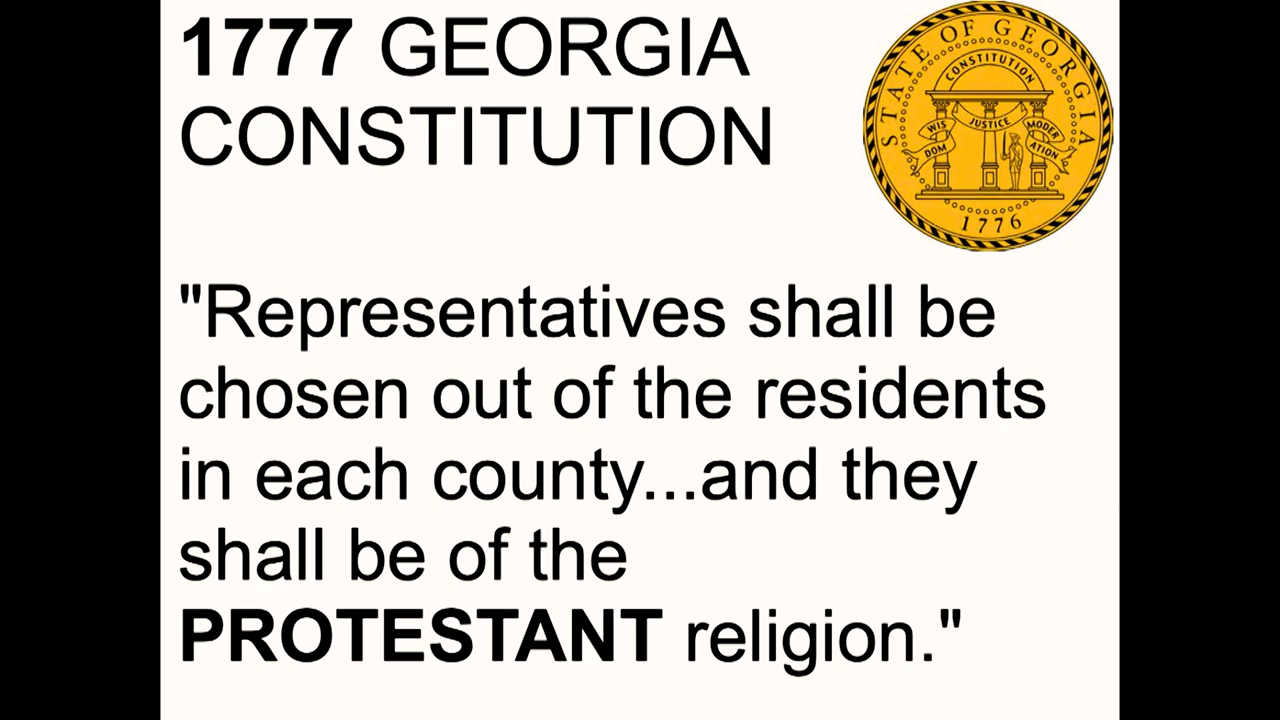 1777 GEORGIA
CONSTITUTION
STATE OF GEORGIA
CONSTITUTION
WIS
DOM
JUSTICE
MODER
ATION
1776
"Representatives shall be
chosen out of the residents
in each county...and they
shall be of the
PROTESTANT religion."